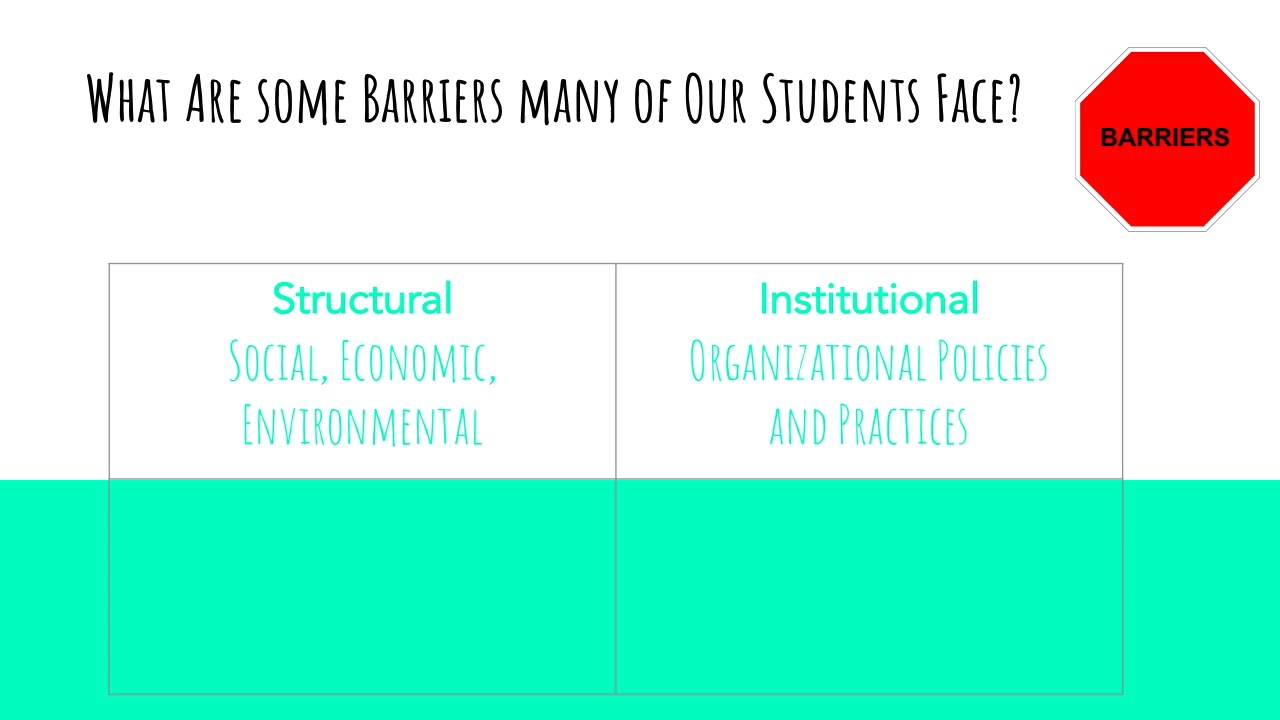 What Are some Barriers many of Our Students Face?
BARRIERS
Structural
Social, Economic,
Environmental
Institutional
Organizational Policies
and Practices